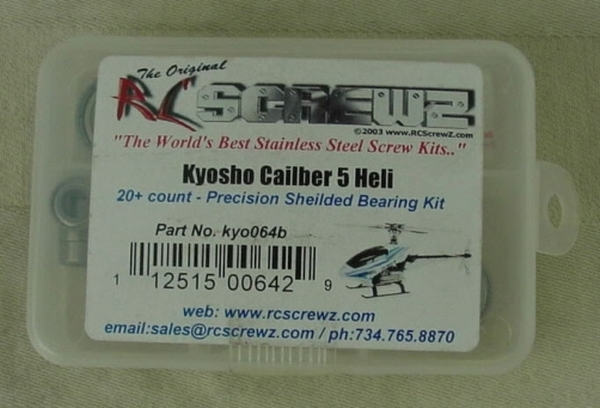 The Original
RC SCREWZ
©2003 www.RCScrewZ.com
"The World's Best Stainless Steel Screw Kits.."
Kyosho Cailber 5 Heli
20+ count - Precision Sheilded Bearing Kit
Part No. kyo064b
1 12515 00642 9
web: www.rcscrewz.com
email:sales@rcscrewz.com / ph:734.765.8870